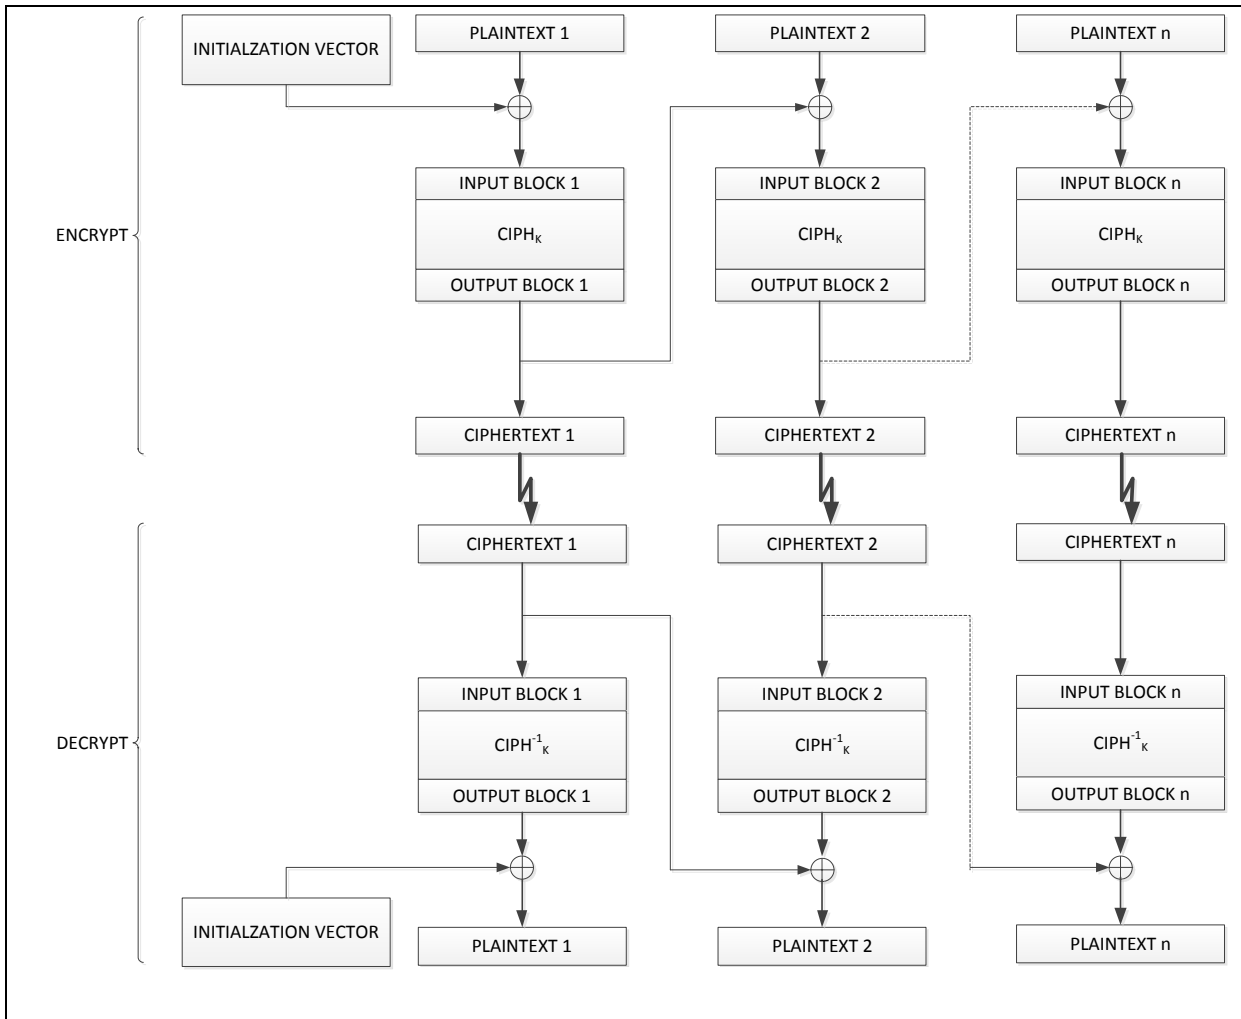 INITIALZATION VECTOR
PLAINTEXT 1
PLAINTEXT 2
PLAINTEXT n
INPUT BLOCK 1
INPUT BLOCK 2
INPUT BLOCK n
ENCRYPT
CIPHK
CIPHK
CIPHK
OUTPUT BLOCK 1
OUTPUT BLOCK 2
OUTPUT BLOCK n
CIPHERTEXT 1
CIPHERTEXT 2
CIPHERTEXT n
CIPHERTEXT 1
CIPHERTEXT 2
CIPHERTEXT n
INPUT BLOCK 1
INPUT BLOCK 2
INPUT BLOCK n
DECRYPT
CIPH-1K
CIPH-1K
CIPH-1K
OUTPUT BLOCK 1
OUTPUT BLOCK 2
OUTPUT BLOCK n
INITIALZATION VECTOR
PLAINTEXT 1
PLAINTEXT 2
PLAINTEXT n